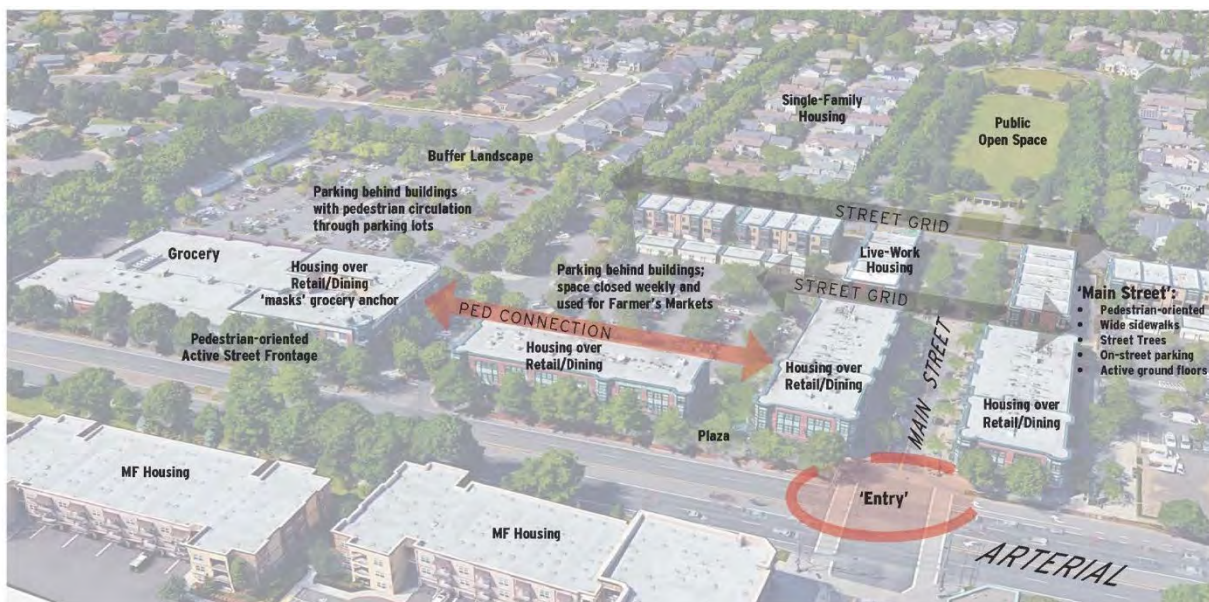 Single-Family
Housing
Public
Open Space
Buffer Landscape
Parking behind buildings
with pedestrian circulation
through parking lots
STREET GRID
Grocery
Housing over
Retail/Dining
'masks' grocery anchor
Live-Work
Housing
Parking behind buildings;
space closed weekly and
used for Farmer's Markets
STREET GRID
'Main Street':
• Pedestrian-oriented
• Wide sidewalks
• Street Trees
• On-street parking
• Active ground floors
PED CONNECTION
Pedestrian-oriented
Active Street Frontage
Housing over
Retail/Dining
Housing over
Retail/Dining
MAIN STREET
Housing over
Retail/Dining
Plaza
MF Housing
'Entry'
MF Housing
ARTERIAL